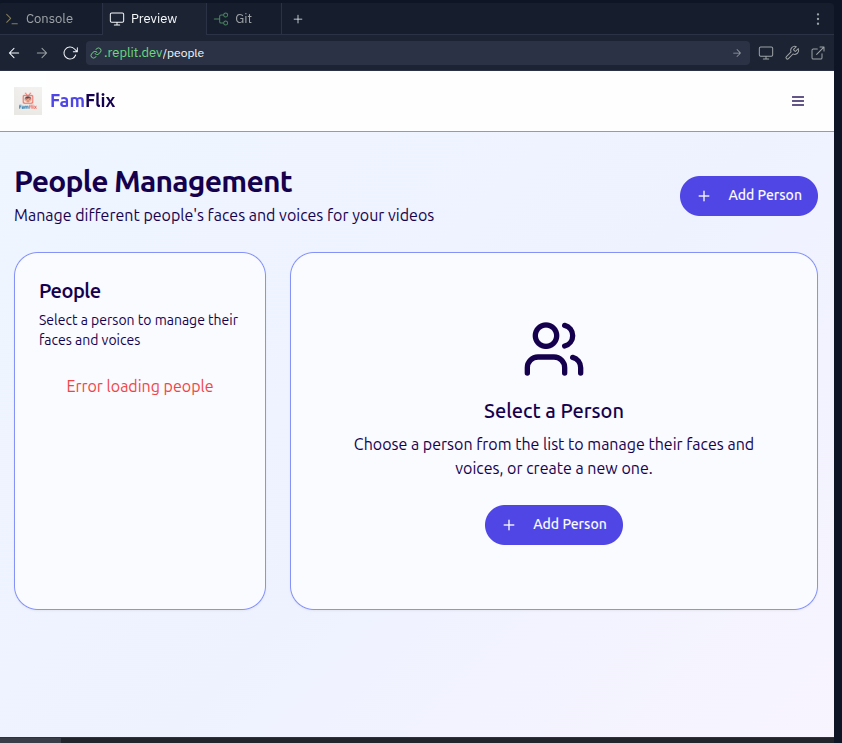 Console
Preview
Git
.replit.dev/people
FamFlix
People Management
Manage different people's faces and voices for your videos
Add Person
People
Select a person to manage their
faces and voices
Error loading people
Select a Person
Choose a person from the list to manage their faces and
voices, or create a new one.
Add Person